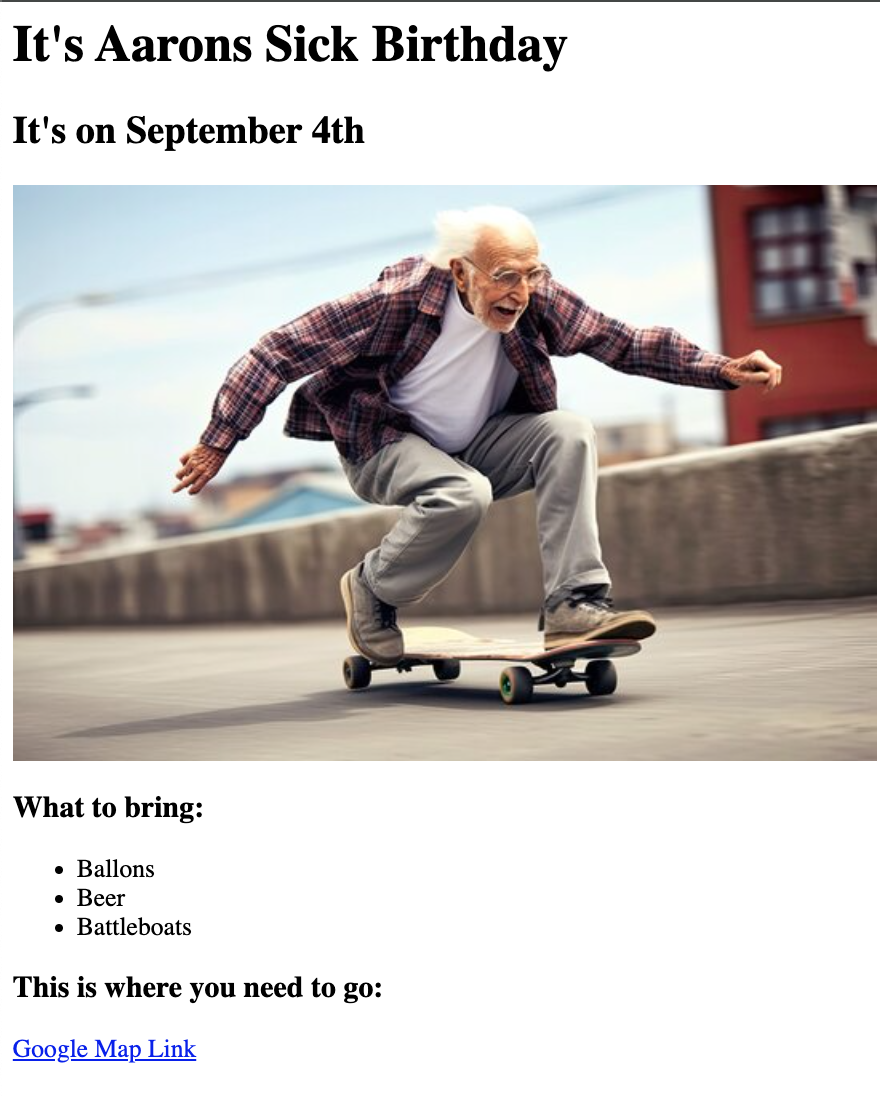 It's Aarons Sick Birthday
It's on September 4th
What to bring:
Ballons
Beer
Battleboats
This is where you need to go:
Google Map Link